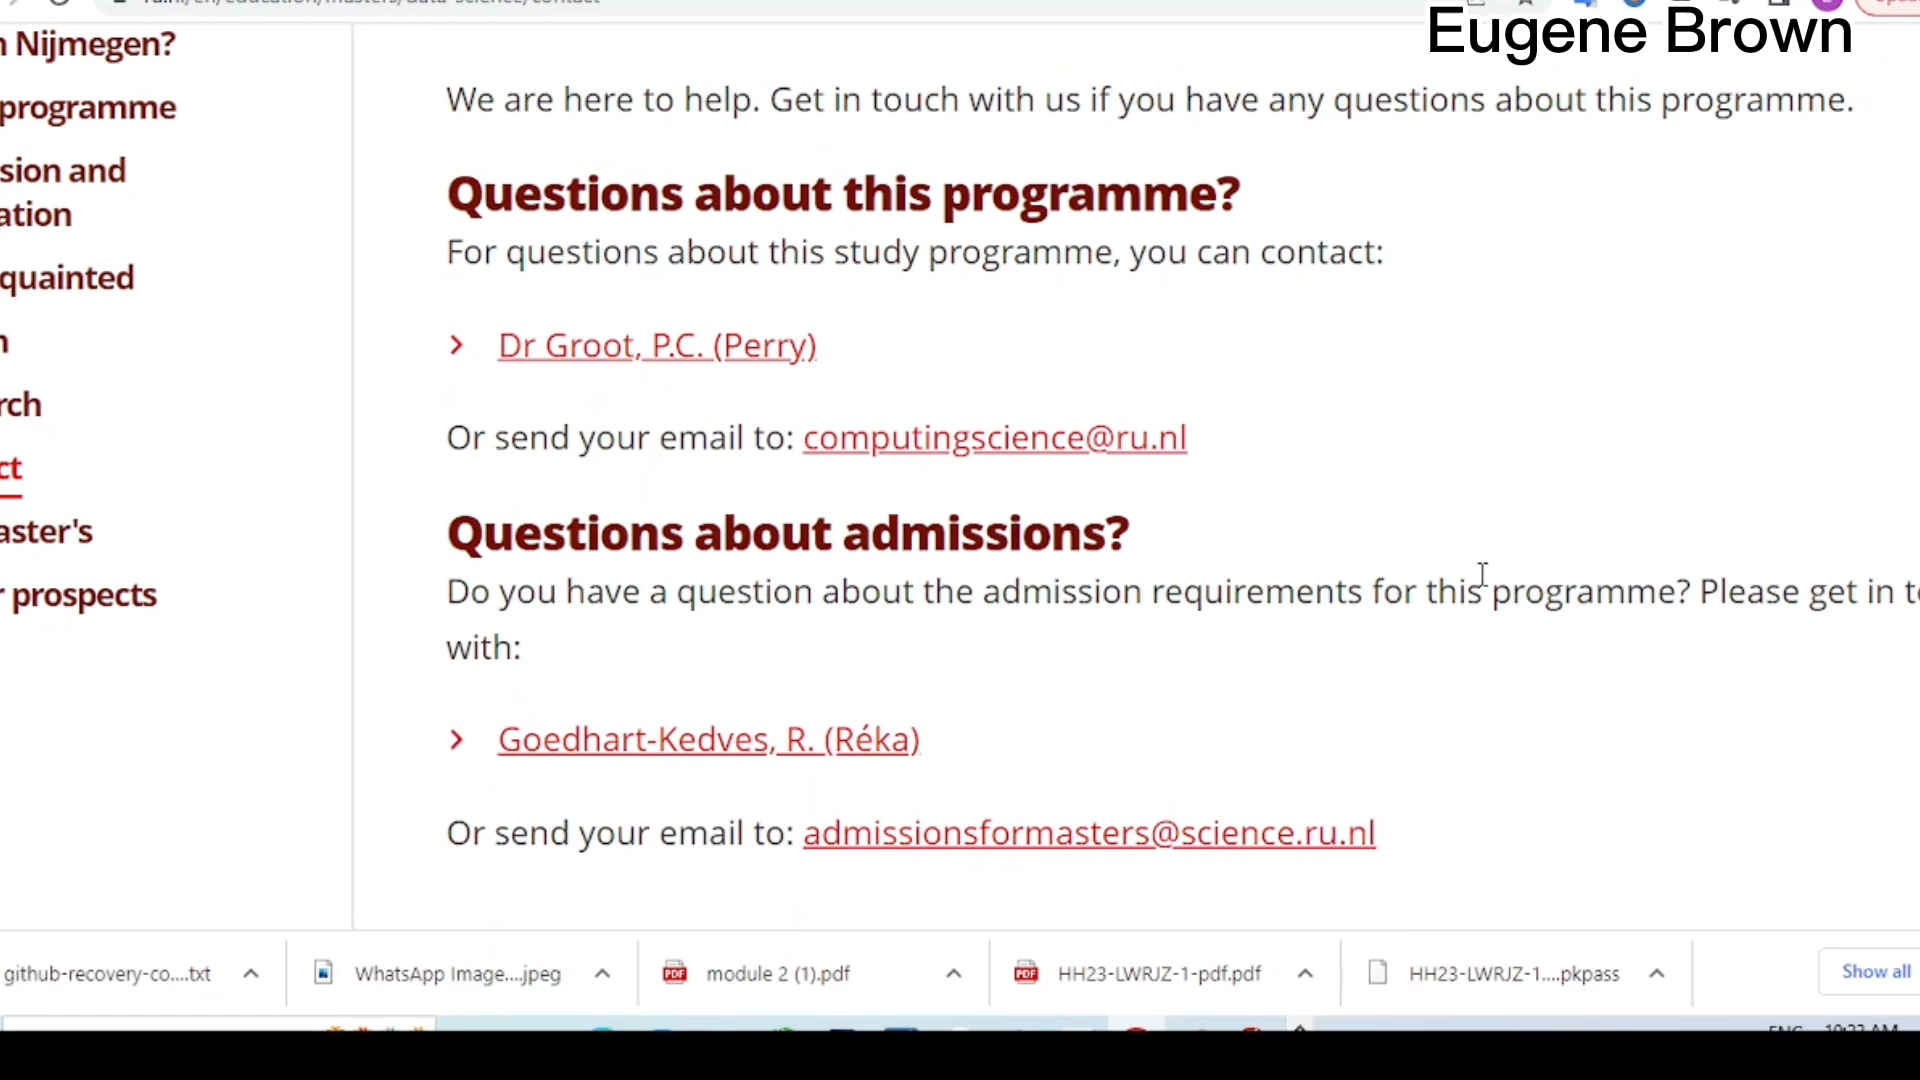 Eugene Brown
n Nijmegen?
programme
sion and
ation
quainted
n
rch
ct
aster's
r prospects
We are here to help. Get in touch with us if you have any questions about this programme.
Questions about this programme?
For questions about this study programme, you can contact:
Dr Groot, P.C. (Perry)
Or send your email to: computingscience@ru.nl
Questions about admissions?
Do you have a question about the admission requirements for this programme? Please get in to
with:
Goedhart-Kedves, R. (Réka)
Or send your email to: admissionsformasters@science.ru.nl
github-recovery-co....txt
WhatsApp Image....jpeg
module 2 (1).pdf
HH23-LWRJZ-1-pdf.pdf
HH23-LWRJZ-1....pkpass
Show all